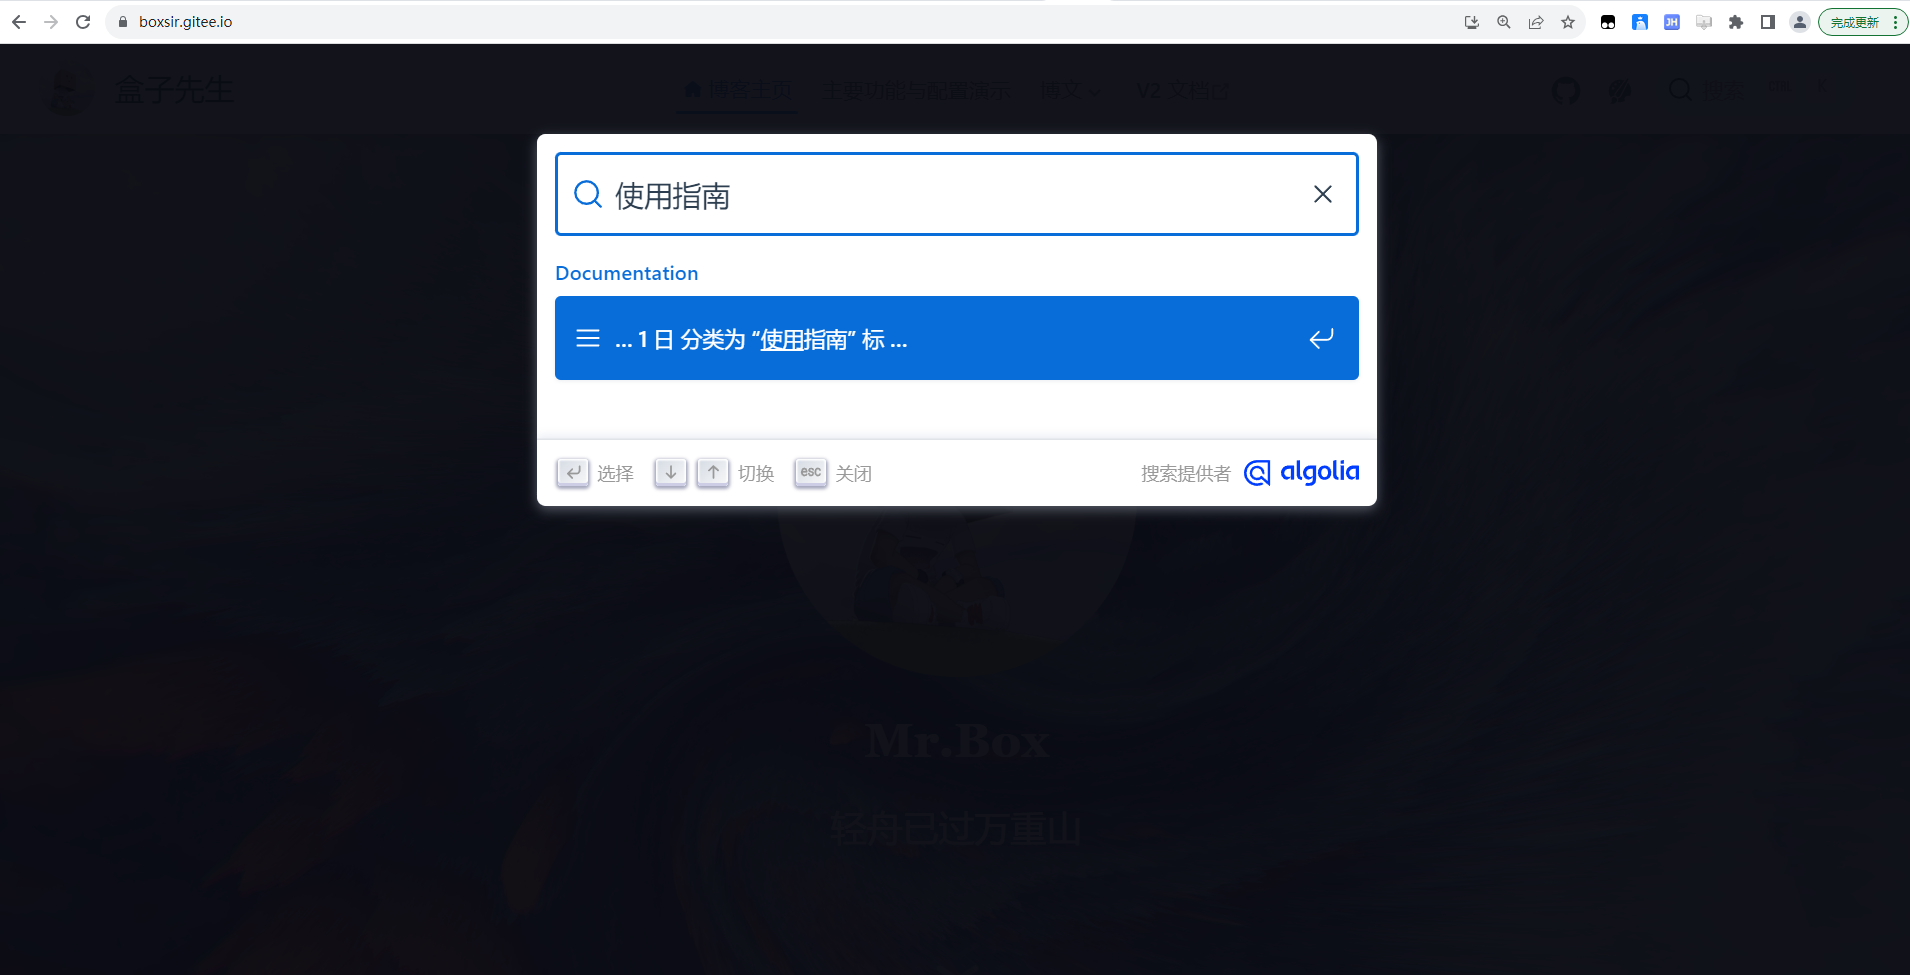 boxsir.gitee.io
JH
完成更新
盒子先生
博客主页
主要功能与配置演示
博文
V2 文档
搜索
使用指南
Documentation
... 1 日 分类为 “使用指南” 标 ...
选择
切换
esc 关闭
搜索提供者 algolia
Mr.Box
轻舟已过万重山